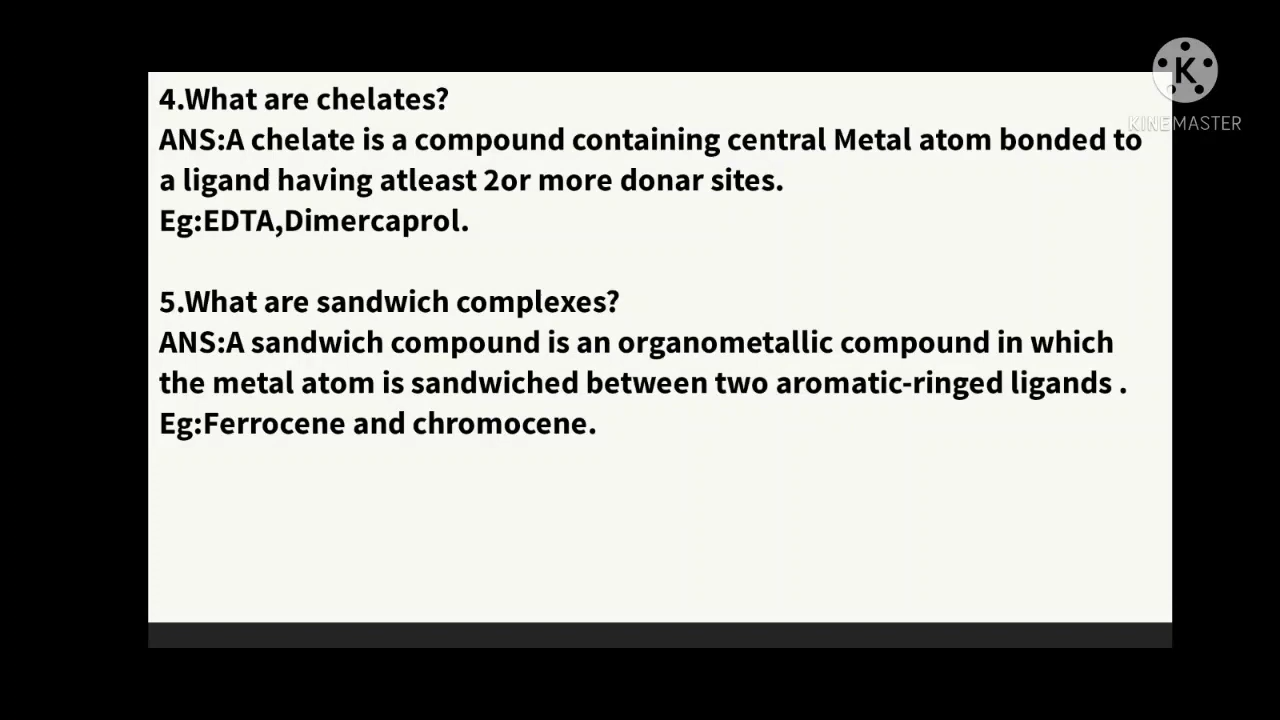 K
KINEMASTER
4.What are chelates?
ANS:A chelate is a compound containing central Metal atom bonded to
a ligand having atleast 2or more donar sites.
Eg:EDTA,Dimercaprol.
5.What are sandwich complexes?
ANS:A sandwich compound is an organometallic compound in which
the metal atom is sandwiched between two aromatic-ringed ligands .
Eg:Ferrocene and chromocene.